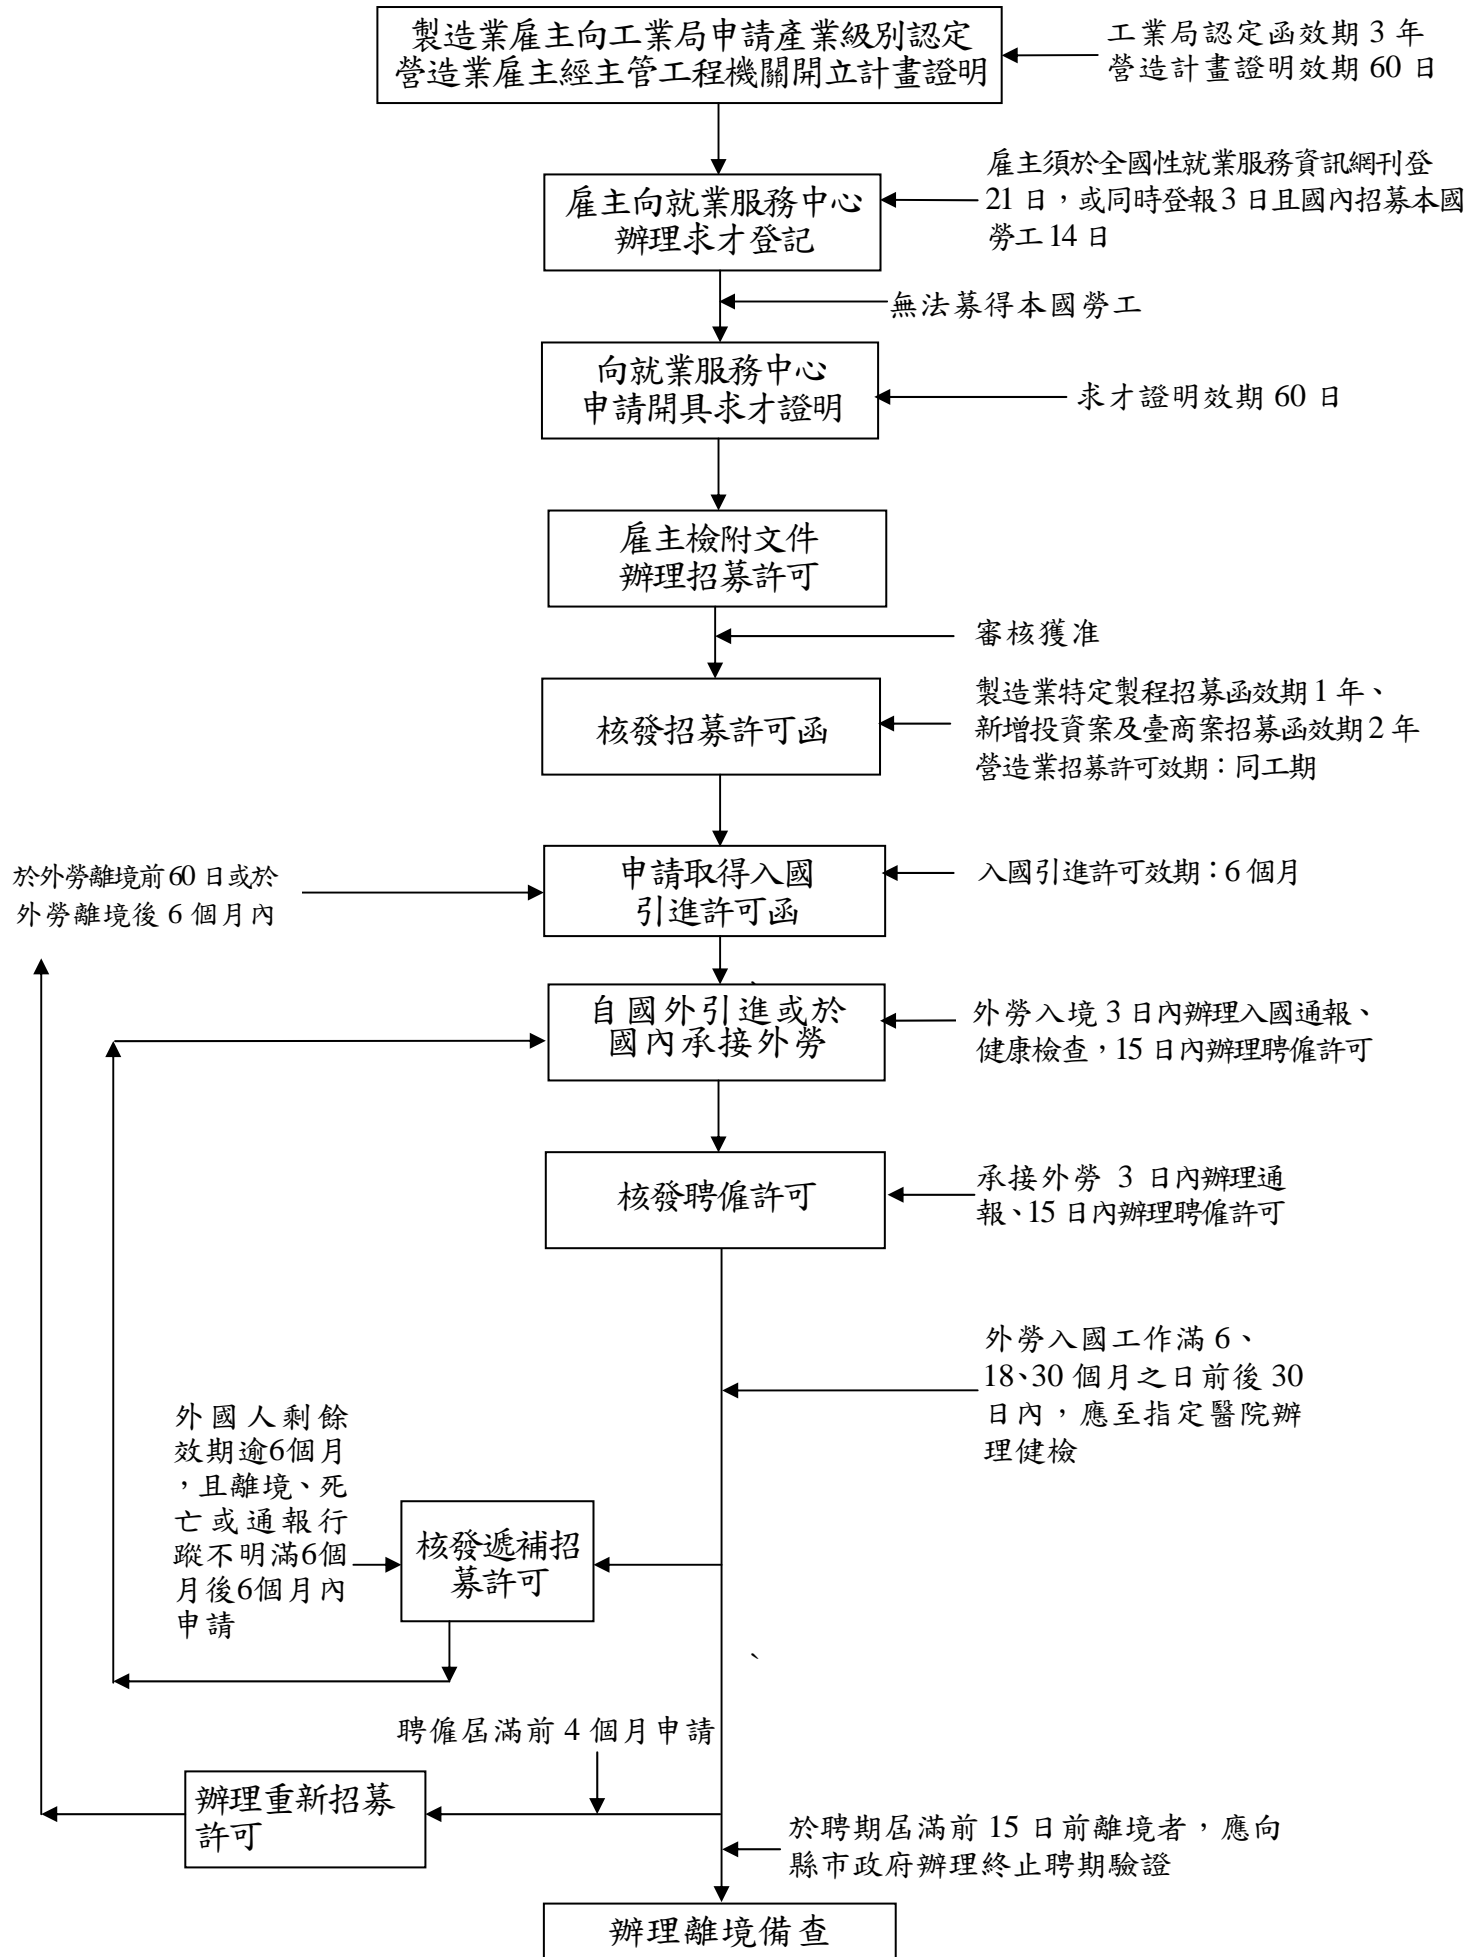 製造業雇主向工業局申請產業級別認定
營造業雇主經主管工程機關開立計畫證明
工業局認定函效期 3 年
營造計畫證明效期 60 日
雇主向就業服務中心
辦理求才登記
雇主須於全國性就業服務資訊網刊登
21 日，或同時登報 3 日且國內招募本國
勞工 14 日
無法募得本國勞工
向就業服務中心
申請開具求才證明
求才證明效期 60 日
雇主檢附文件
辦理招募許可
審核獲准
核發招募許可函
製造業特定製程招募函效期 1 年、
新增投資案及臺商案招募函效期 2 年
營造業招募許可效期：同工期
於外勞離境前 60 日或於
外勞離境後 6 個月內
申請取得入國
引進許可函
入國引進許可效期：6 個月
自國外引進或於
國內承接外勞
外勞入境 3 日內辦理入國通報、
健康檢查，15 日內辦理聘僱許可
核發聘僱許可
承接外勞 3 日內辦理通
報、15 日內辦理聘僱許可
外勞入國工作滿 6、
18、30 個月之日前後 30
日內，應至指定醫院辦
理健檢
外國人剩餘
效期逾6個月
，且離境、死
亡或通報行
蹤不明滿6個
月後6個月內
申請
核發遞補招
募許可
、
聘僱屆滿前 4 個月申請
辦理重新招募
許可
於聘期屆滿前 15 日前離境者，應向
縣市政府辦理終止聘期驗證
辦理離境備查